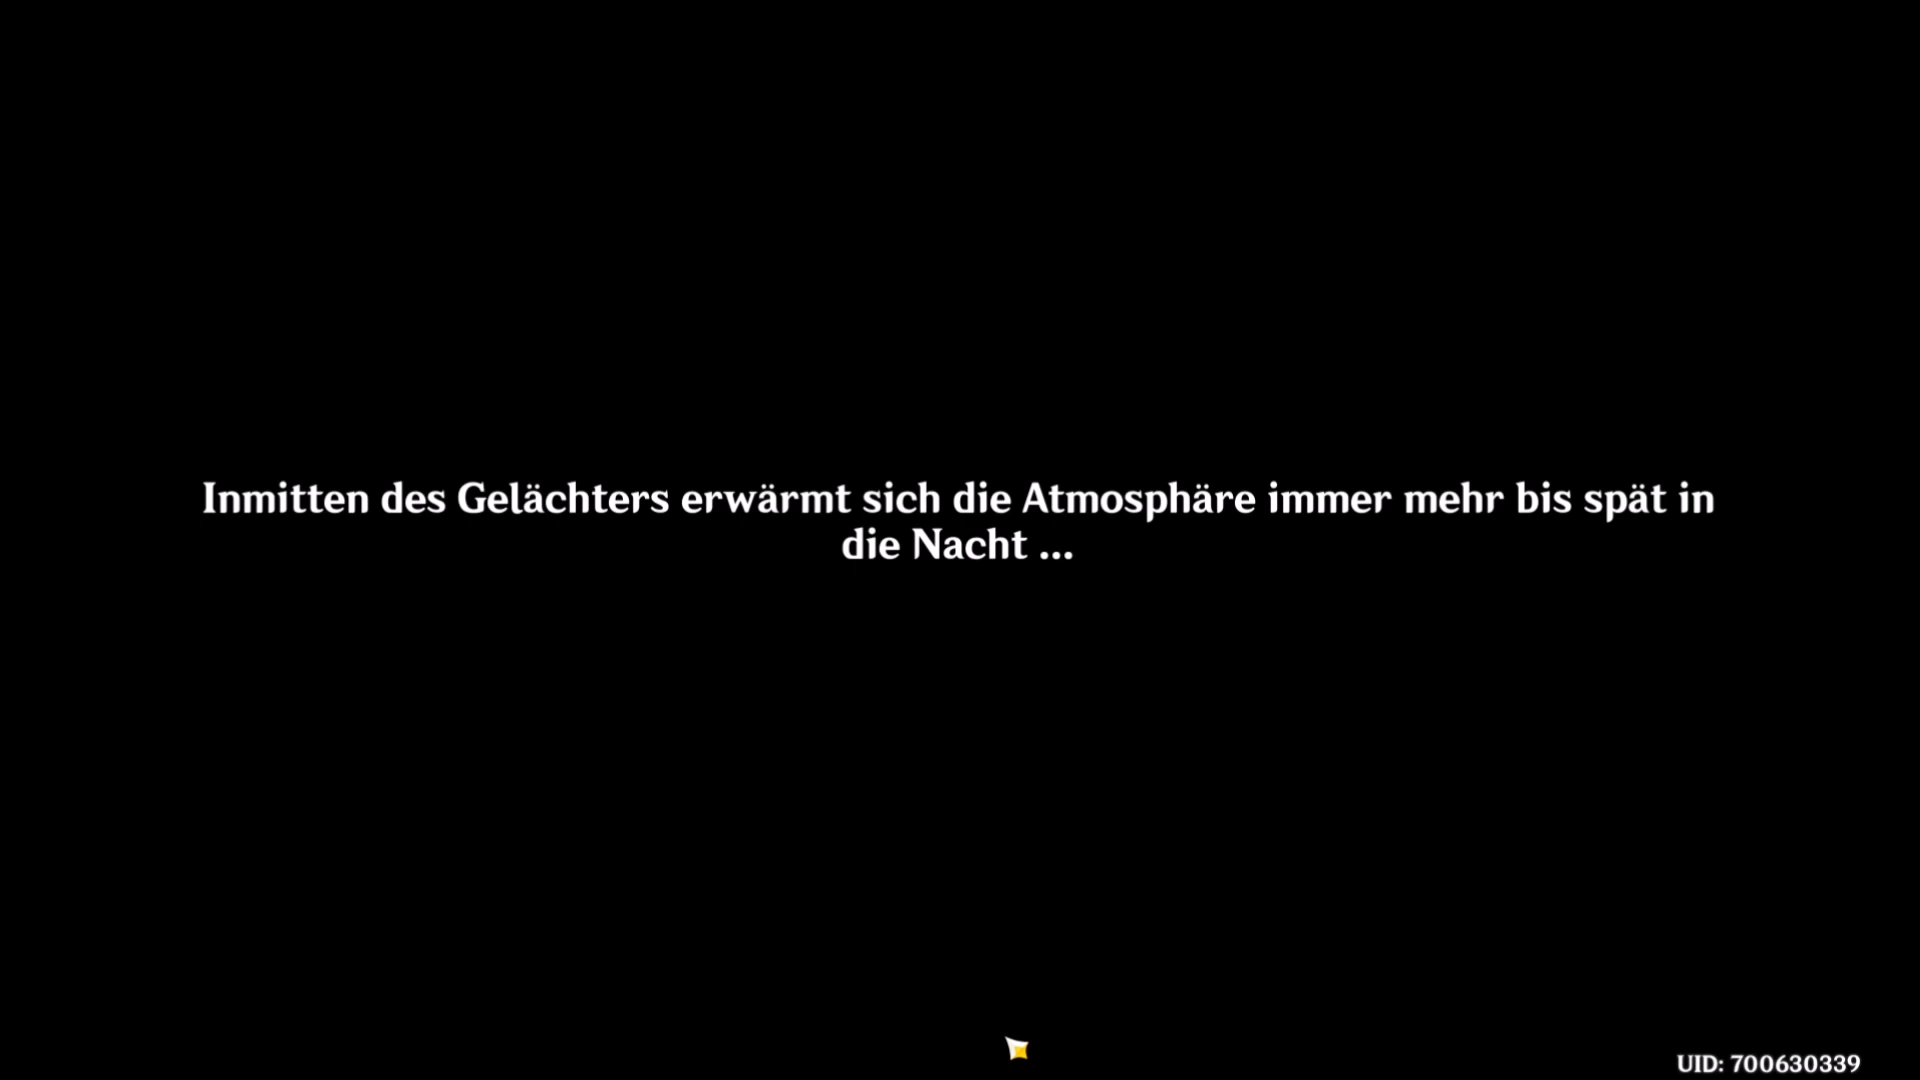 Inmitten des Gelächters erwärmt sich die Atmosphäre immer mehr bis spät in
die Nacht ...
UID: 700630339